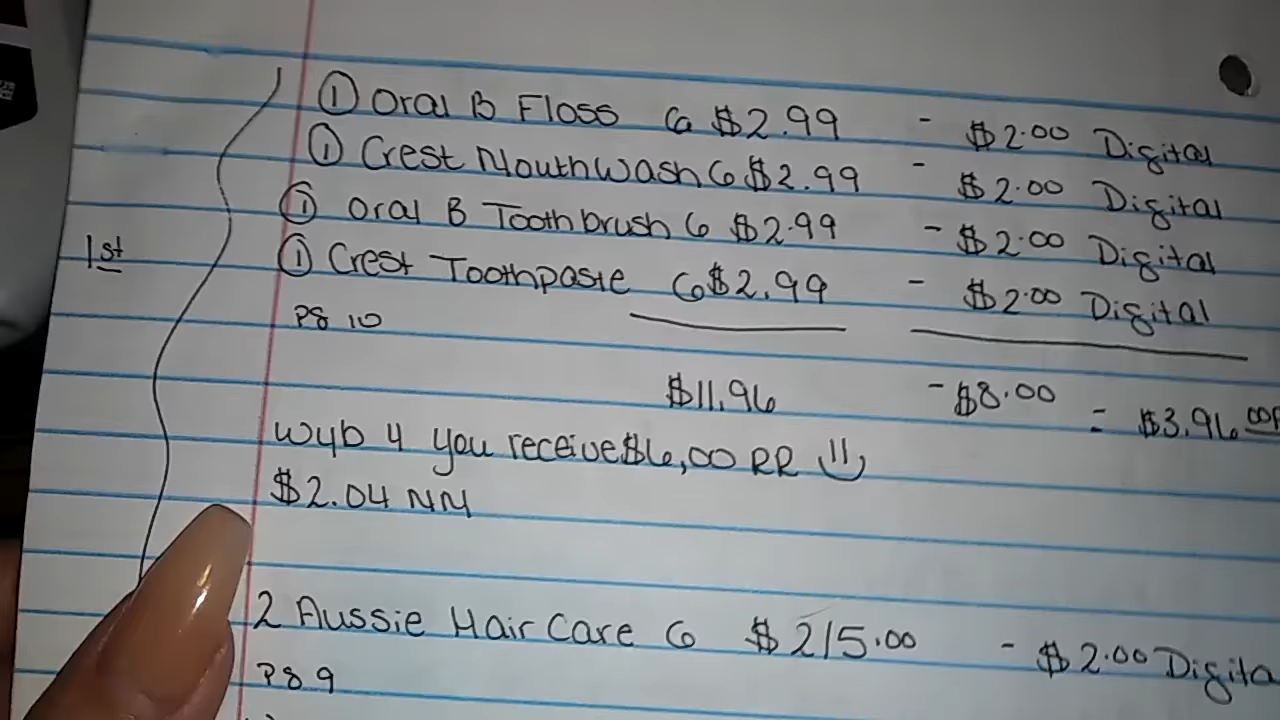 ① Oral B Floss @ $2.99 - $2.00 Digital
① Crest Mouthwash @ $2.99 - $2.00 Digital
① Oral B Toothbrush @ $2.99 - $2.00 Digital
1st ① Crest Toothpaste @ $2.99 - $2.00 Digital
Pg 10
$11.96 - $8.00 = $3.96 OOP
Wyb 4 you receive $6.00 RR
$2.04 MM
2 Aussie Hair Care @ $2/5.00 - $2.00 Digita
Pg 9